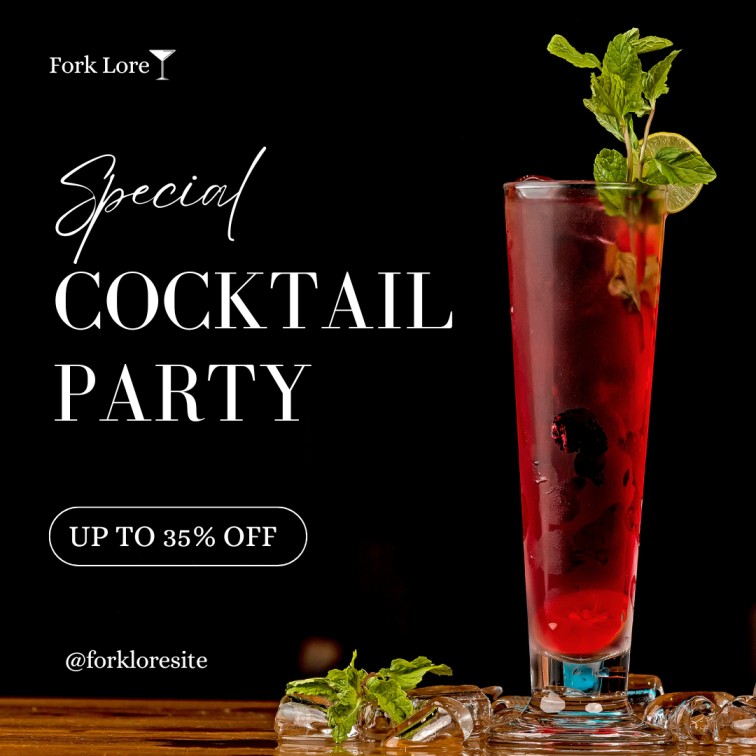 Fork Lore
Special
COCKTAIL
PARTY
UP TO 35% OFF
@forkloresite